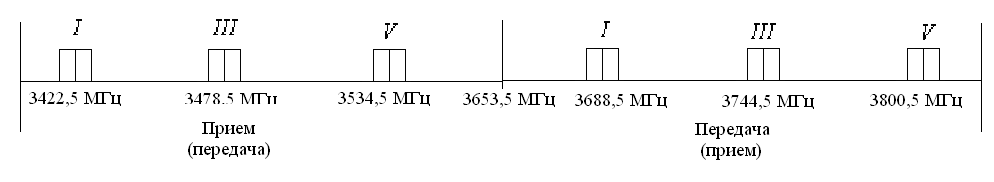 I III V I III V
3422,5 МГц 3478,5 МГц 3534,5 МГц 3653,5 МГц 3688,5 МГц 3744,5 МГц 3800,5 МГц
Прием Передача
(передача) (прием)